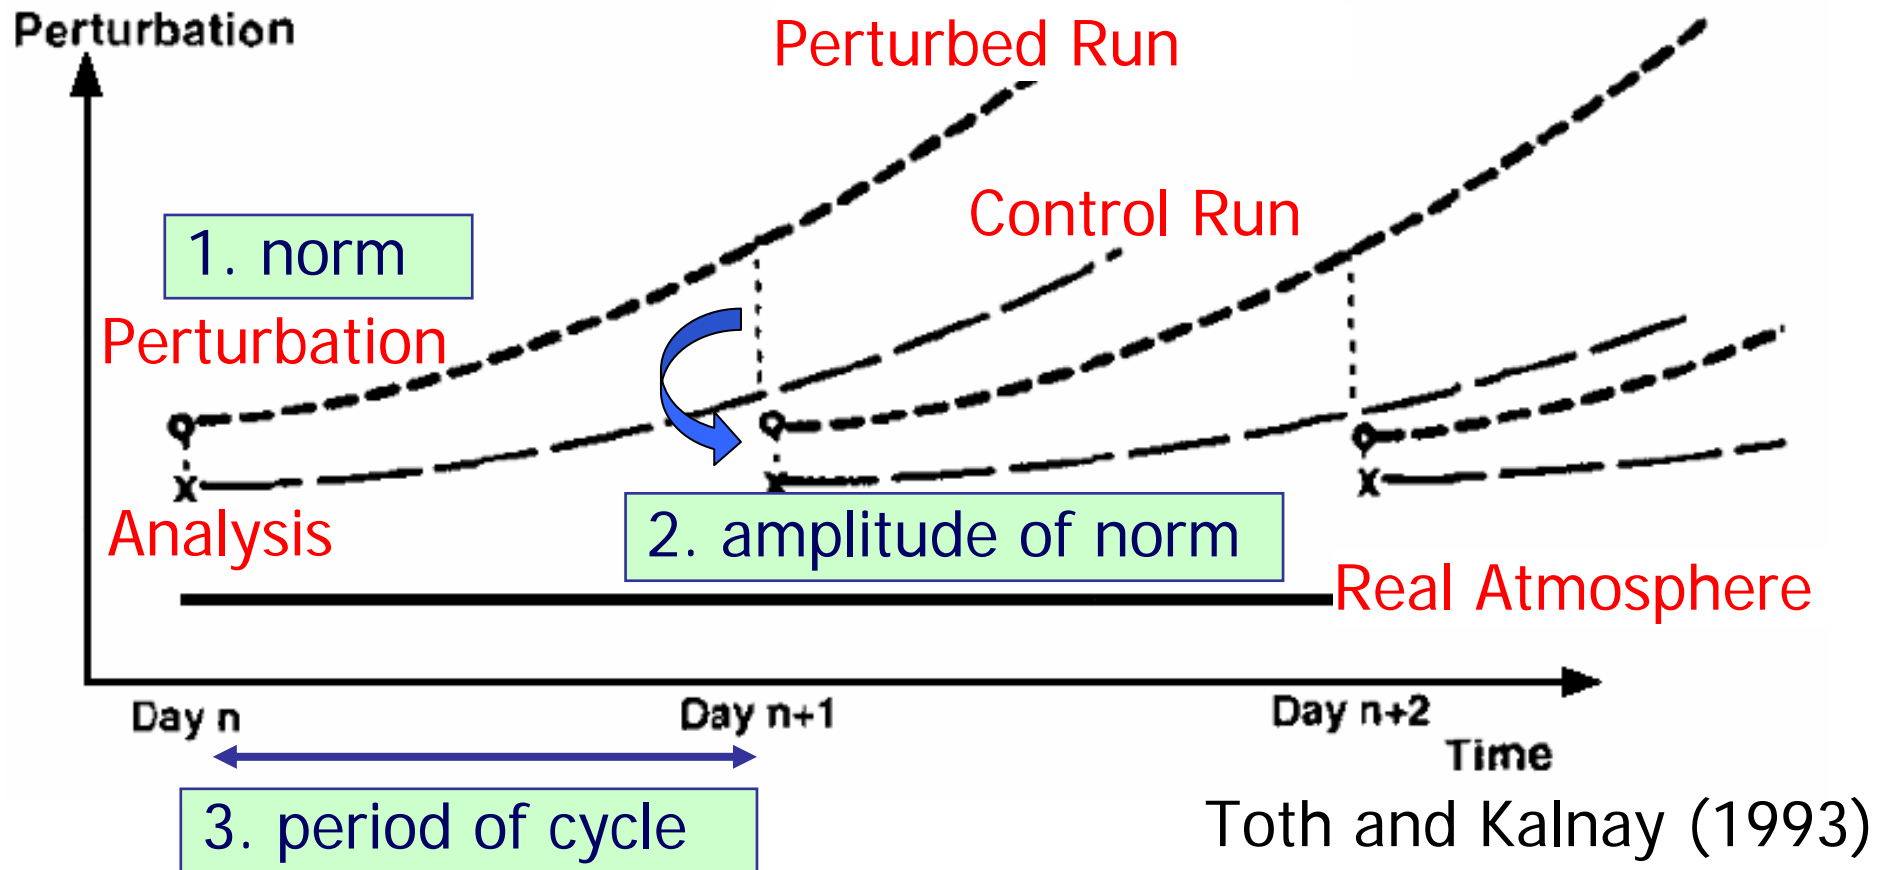 Perturbation
Perturbed Run
Control Run
1. norm
Perturbation
Analysis
2. amplitude of norm
Real Atmosphere
Day n
Day n+1
Day n+2
Time
3. period of cycle
Toth and Kalnay (1993)